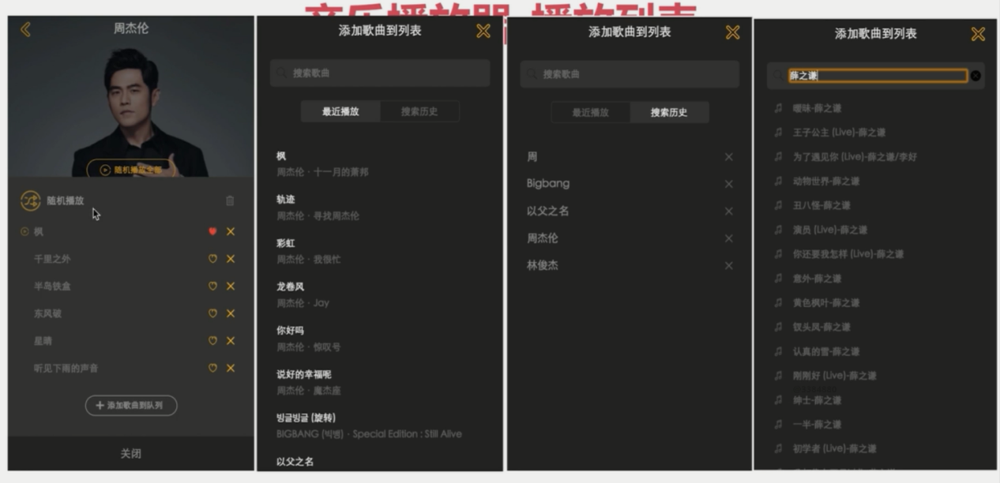 音乐播放器-播放列表
周杰伦
随机播放全部
随机播放
枫
千里之外
半岛铁盒
东风破
星晴
听见下雨的声音
添加歌曲到队列
关闭
添加歌曲到列表
搜索歌曲
最近播放 搜索历史
枫
周杰伦 · 十一月的萧邦
轨迹
周杰伦 · 寻找周杰伦
彩虹
周杰伦 · 我很忙
龙卷风
周杰伦 · Jay
你好吗
周杰伦 · 惊叹号
说好的幸福呢
周杰伦 · 魔杰座
빙글빙글 (旋转)
BIGBANG (빅뱅) · Special Edition : Still Alive
以父之名
添加歌曲到列表
搜索歌曲
最近播放 搜索历史
周
Bigbang
以父之名
周杰伦
林俊杰
添加歌曲到列表
薛之谦
暧昧-薛之谦
王子公主 (Live)-薛之谦
为了遇见你 (Live)-薛之谦/李好
动物世界-薛之谦
丑八怪-薛之谦
演员 (Live)-薛之谦
你还要我怎样 (Live)-薛之谦
意外-薛之谦
黄色枫叶-薛之谦
钗头凤-薛之谦
认真的雪-薛之谦
刚刚好 (Live)-薛之谦
绅士-薛之谦
一半-薛之谦
初学者 (Live)-薛之谦